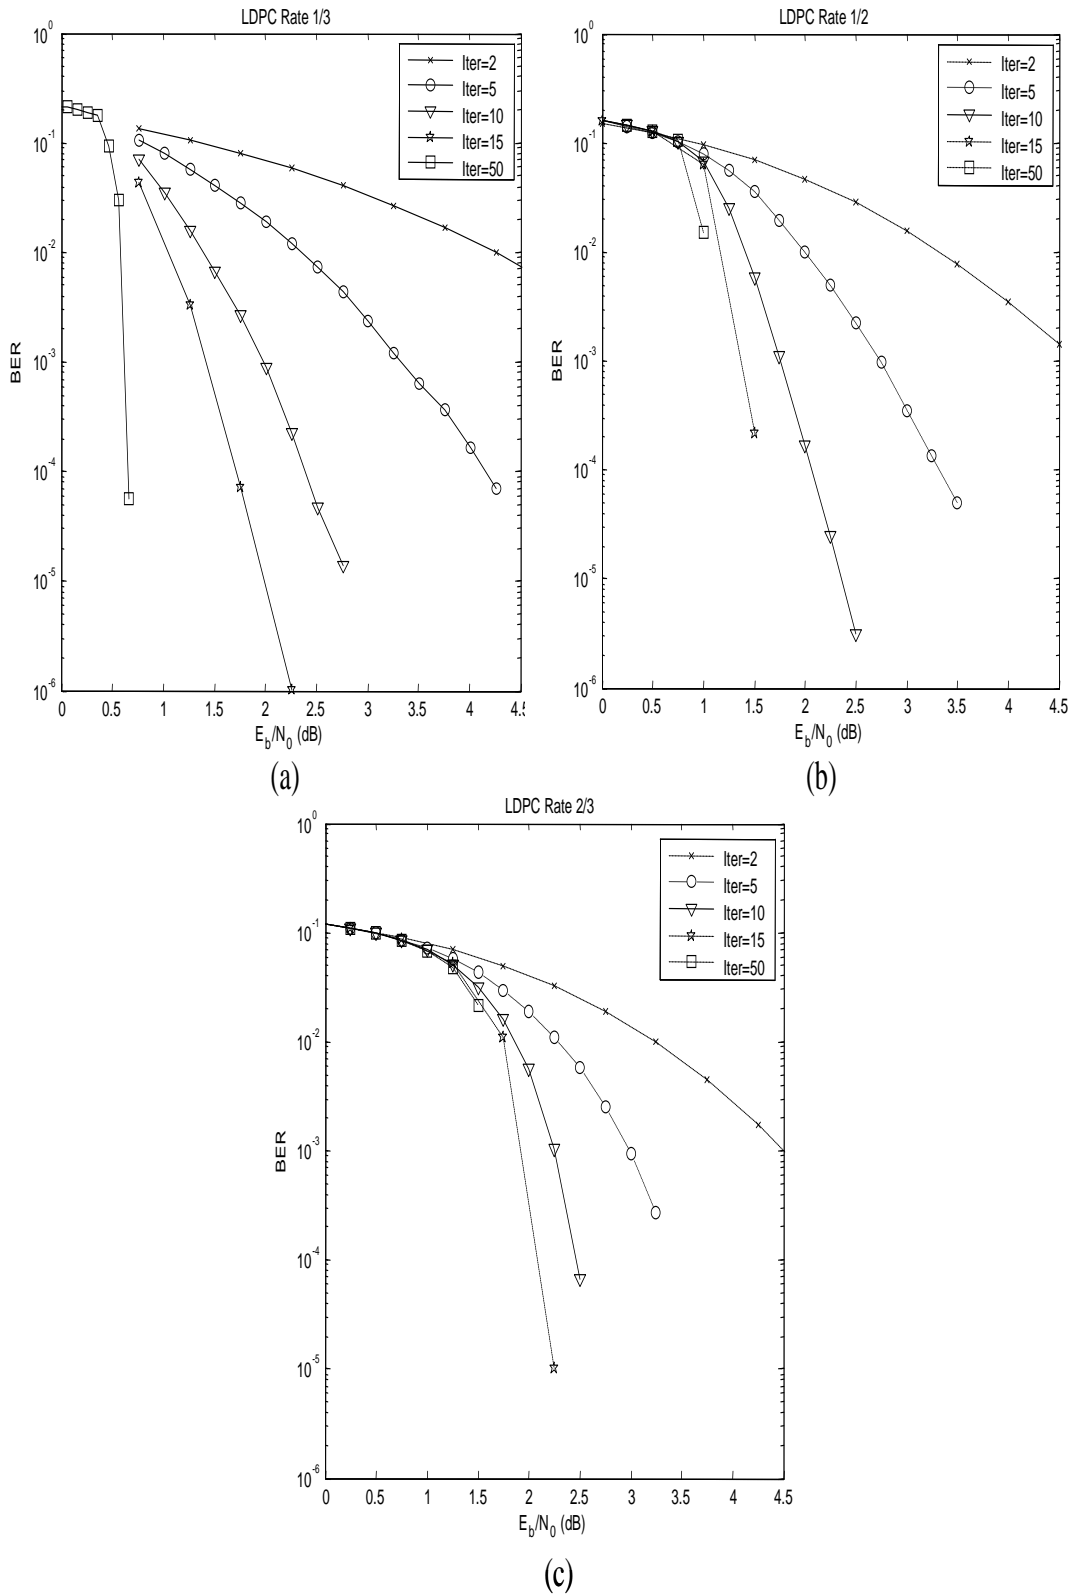 LDPC Rate 1/3
10^0
10^-1
10^-2
10^-3
10^-4
10^-5
10^-6
BER
Iter=2
Iter=5
Iter=10
Iter=15
Iter=50
0 0.5 1 1.5 2 2.5 3 3.5 4 4.5
E_b/N_0 (dB)
(a)
LDPC Rate 1/2
10^0
10^-1
10^-2
10^-3
10^-4
10^-5
10^-6
BER
Iter=2
Iter=5
Iter=10
Iter=15
Iter=50
0 0.5 1 1.5 2 2.5 3 3.5 4 4.5
E_b/N_0 (dB)
(b)
LDPC Rate 2/3
10^0
10^-1
10^-2
10^-3
10^-4
10^-5
10^-6
BER
Iter=2
Iter=5
Iter=10
Iter=15
Iter=50
0 0.5 1 1.5 2 2.5 3 3.5 4 4.5
E_b/N_0 (dB)
(c)